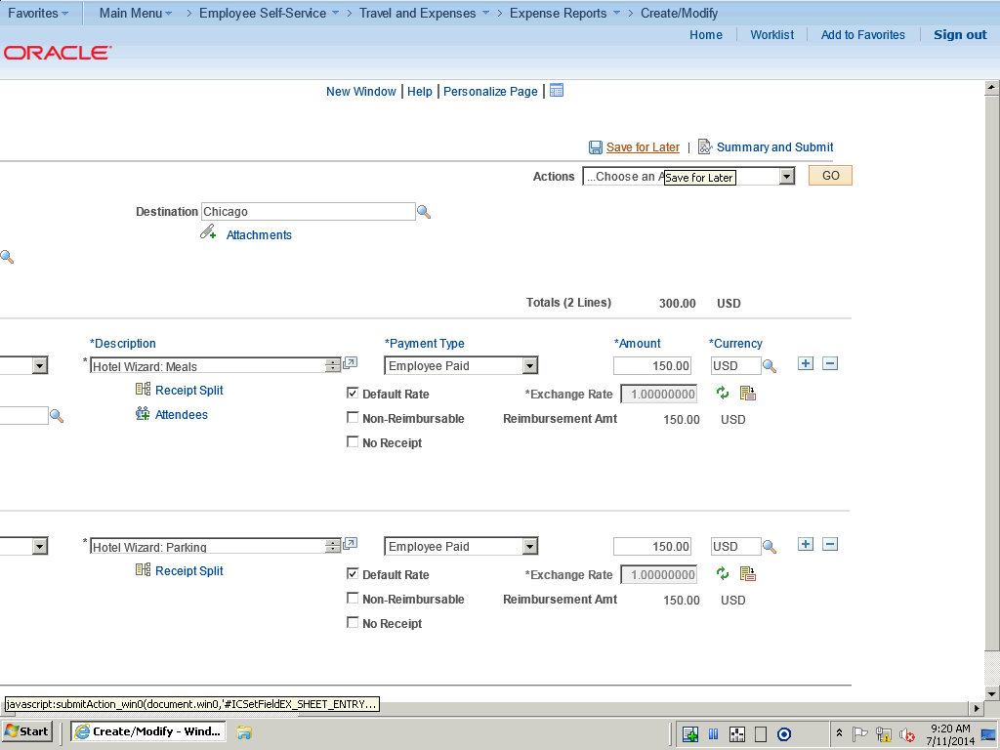 Favorites Main Menu > Employee Self-Service > Travel and Expenses > Expense Reports > Create/Modify
Home Worklist Add to Favorites Sign out
ORACLE
New Window | Help | Personalize Page |
Save for Later | Summary and Submit
Actions ...Choose an A Save for Later GO
Destination Chicago
Attachments
Totals (2 Lines) 300.00 USD
*Description *Payment Type *Amount *Currency
* Hotel Wizard: Meals Employee Paid 150.00 USD
Receipt Split Default Rate *Exchange Rate 1.00000000
Attendees Non-Reimbursable Reimbursement Amt 150.00 USD
No Receipt
* Hotel Wizard: Parking Employee Paid 150.00 USD
Receipt Split Default Rate *Exchange Rate 1.00000000
Non-Reimbursable Reimbursement Amt 150.00 USD
No Receipt
javascript:submitAction_win0(document.win0,'#ICSetFieldEX_SHEET_ENTRY...
Start Create/Modify - Wind... 9:20 AM
7/11/2014